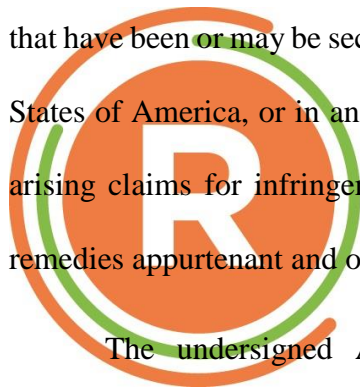 that have been or may be sec
States of America, or in an
arising claims for infringe
remedies appurtenant and o
The undersigned
R